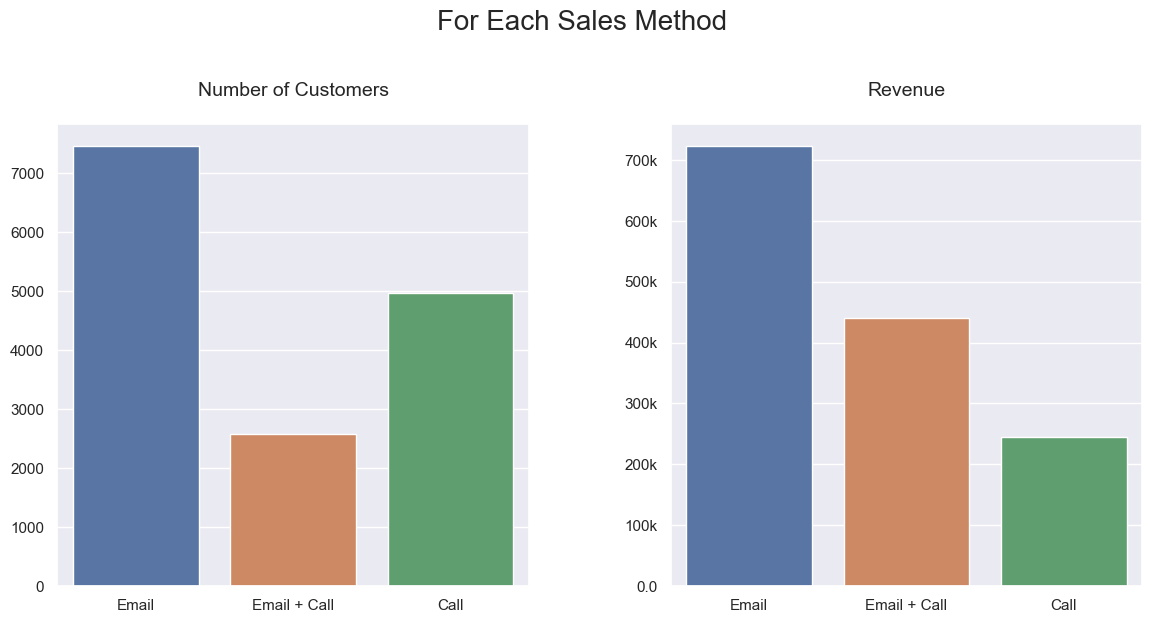 For Each Sales Method
Number of Customers
7000
6000
5000
4000
3000
2000
1000
0
Email
Email + Call
Call
Revenue
700k
600k
500k
400k
300k
200k
100k
0.0
Email
Email + Call
Call